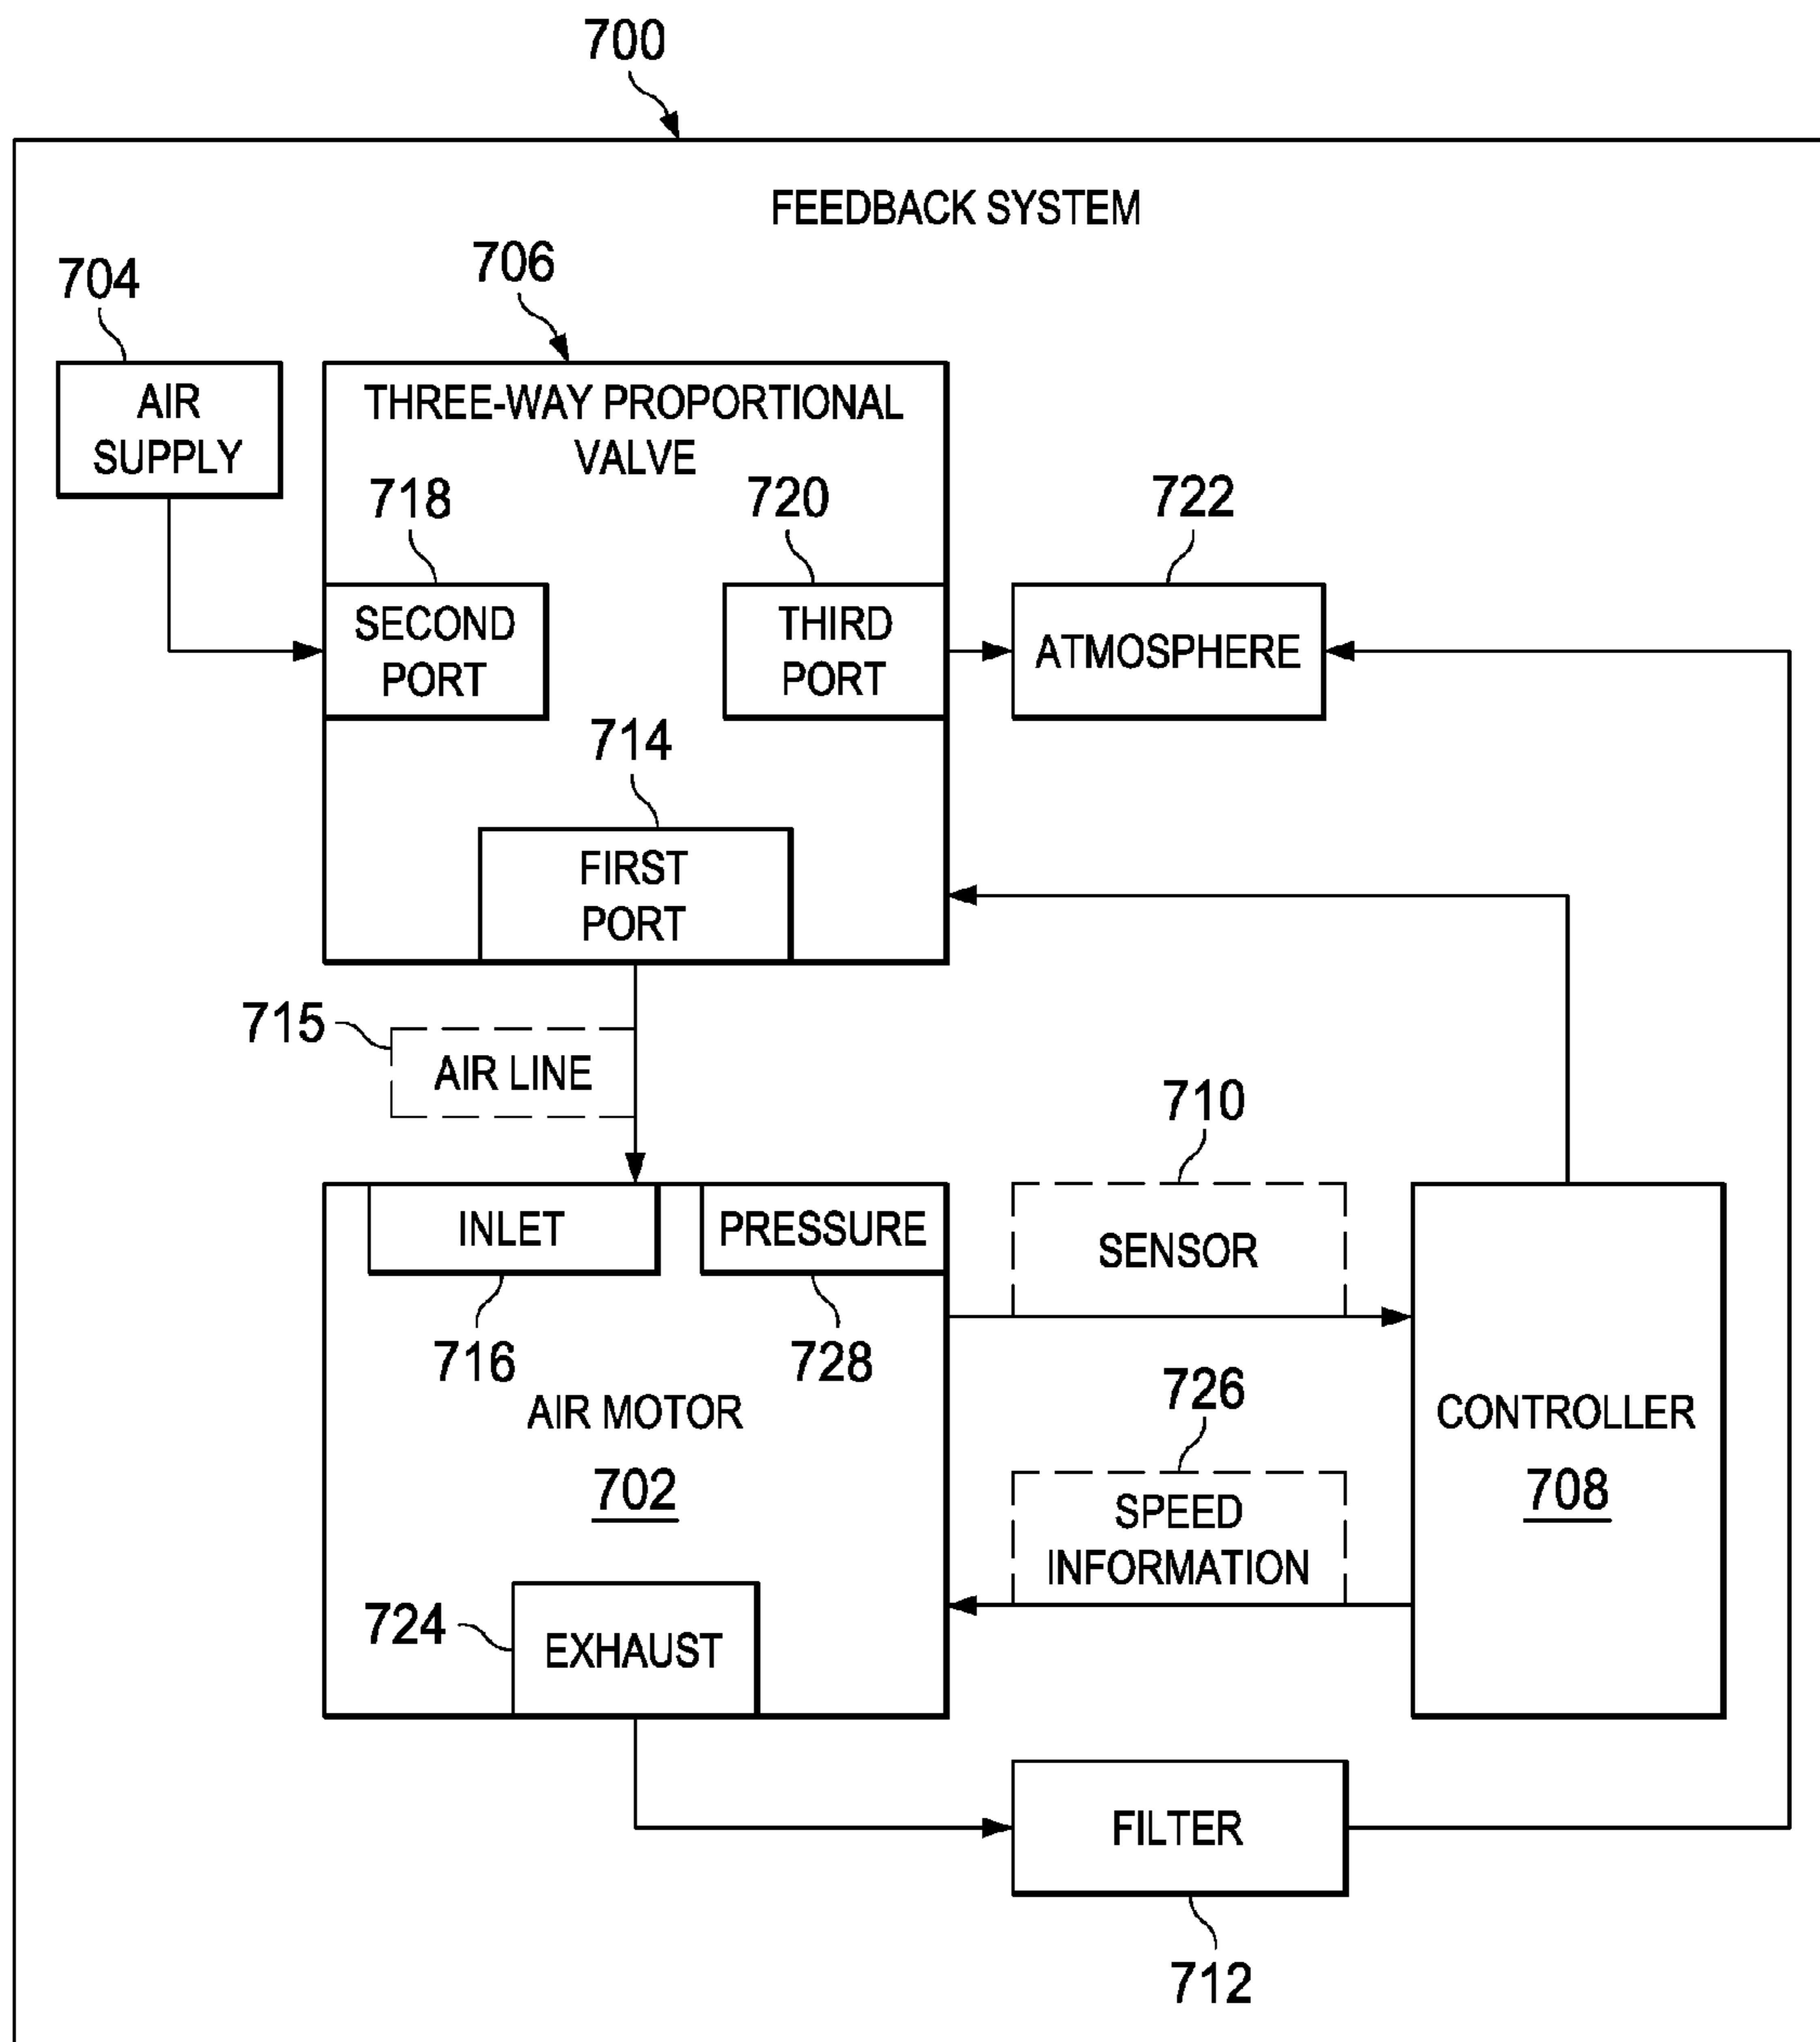 700
FEEDBACK SYSTEM
704
706
AIR
SUPPLY
THREE-WAY PROPORTIONAL
VALVE
718
720
722
SECOND
PORT
THIRD
PORT
ATMOSPHERE
714
FIRST
PORT
715
AIR LINE
710
INLET
PRESSURE
SENSOR
716
728
726
AIR MOTOR
702
CONTROLLER
708
SPEED
INFORMATION
724
EXHAUST
FILTER
712